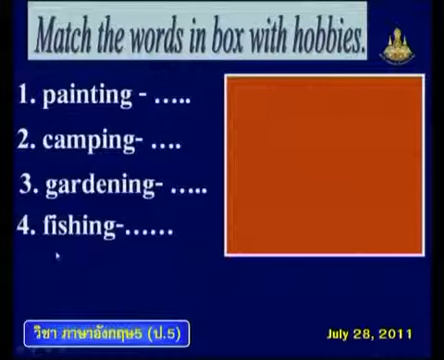 Match the words in box with hobbies.
1. painting - .....
2. camping- ....
3. gardening- .....
4. fishing-......
วิชา ภาษาอังกฤษ5 (ป.5)
July 28, 2011